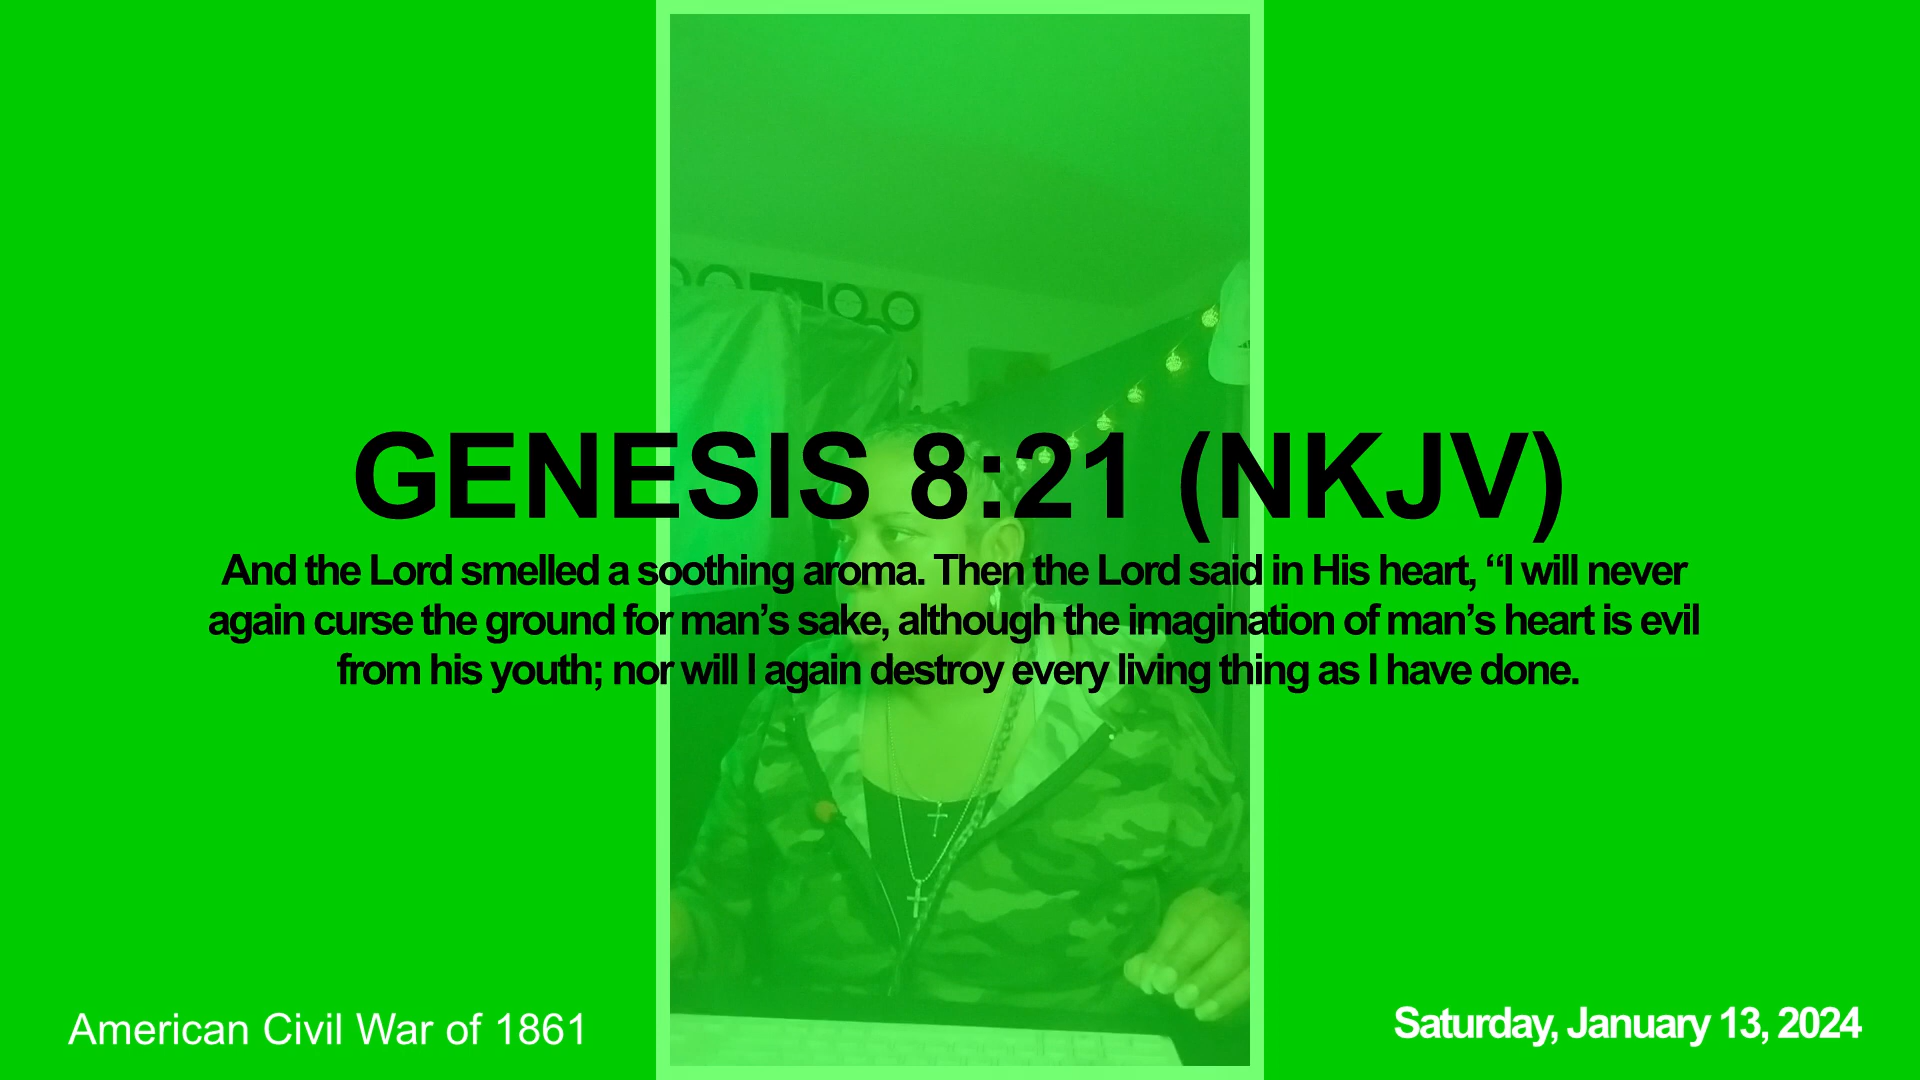 GENESIS 8:21 (NKJV)
And the Lord smelled a soothing aroma. Then the Lord said in His heart, “I will never
again curse the ground for man’s sake, although the imagination of man’s heart is evil
from his youth; nor will I again destroy every living thing as I have done.
American Civil War of 1861
Saturday, January 13, 2024